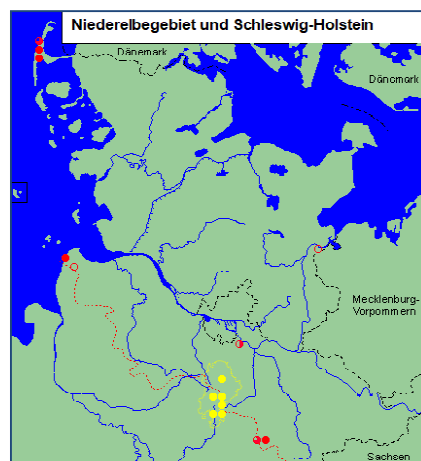 Niederelbegebiet und Schleswig-Holstein
Dänemark
Dänemark
Mecklenburg-
Vorpommern
Sachsen